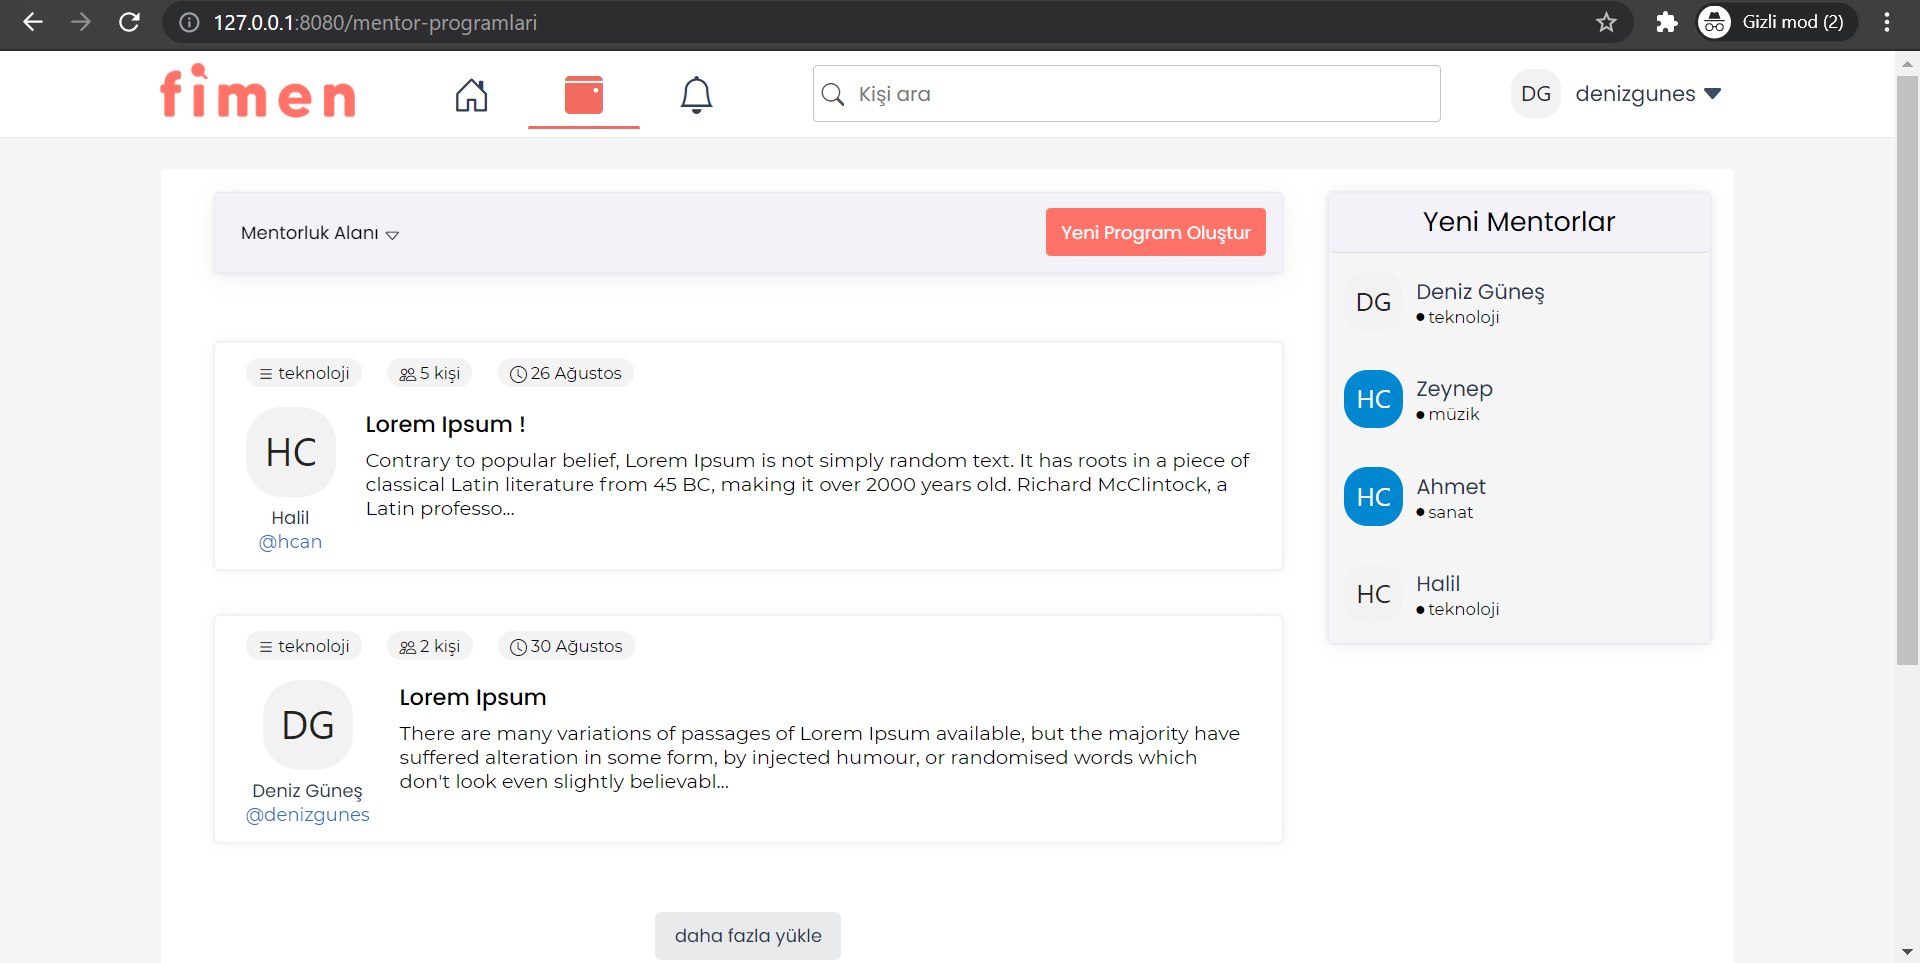 127.0.0.1:8080/mentor-programlari
Gizli mod (2)
fimen
Kişi ara
DG
denizgunes
Mentorluk Alanı
Yeni Program Oluştur
teknoloji
5 kişi
26 Ağustos
HC
Halil
@hcan
Lorem Ipsum !
Contrary to popular belief, Lorem Ipsum is not simply random text. It has roots in a piece of
classical Latin literature from 45 BC, making it over 2000 years old. Richard McClintock, a
Latin professo...
teknoloji
2 kişi
30 Ağustos
DG
Deniz Güneş
@denizgunes
Lorem Ipsum
There are many variations of passages of Lorem Ipsum available, but the majority have
suffered alteration in some form, by injected humour, or randomised words which
don't look even slightly believabl...
daha fazla yükle
Yeni Mentorlar
DG
Deniz Güneş
teknoloji
HC
Zeynep
müzik
HC
Ahmet
sanat
HC
Halil
teknoloji